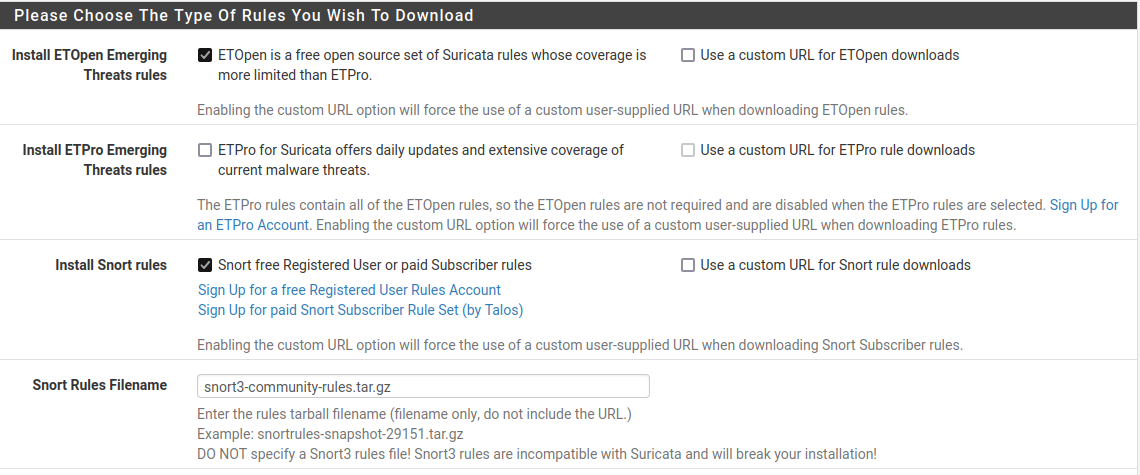 Please Choose The Type Of Rules You Wish To Download
Install ETOpen Emerging
Threats rules
ETOpen is a free open source set of Suricata rules whose coverage is
more limited than ETPro.
Use a custom URL for ETOpen downloads
Enabling the custom URL option will force the use of a custom user-supplied URL when downloading ETOpen rules.
Install ETPro Emerging
Threats rules
ETPro for Suricata offers daily updates and extensive coverage of
current malware threats.
Use a custom URL for ETPro rule downloads
The ETPro rules contain all of the ETOpen rules, so the ETOpen rules are not required and are disabled when the ETPro rules are selected. Sign Up for
an ETPro Account. Enabling the custom URL option will force the use of a custom user-supplied URL when downloading ETPro rules.
Install Snort rules
Snort free Registered User or paid Subscriber rules
Use a custom URL for Snort rule downloads
Sign Up for a free Registered User Rules Account
Sign Up for paid Snort Subscriber Rule Set (by Talos)
Enabling the custom URL option will force the use of a custom user-supplied URL when downloading Snort Subscriber rules.
Snort Rules Filename
snort3-community-rules.tar.gz
Enter the rules tarball filename (filename only, do not include the URL.)
Example: snortrules-snapshot-29151.tar.gz
DO NOT specify a Snort3 rules file! Snort3 rules are incompatible with Suricata and will break your installation!